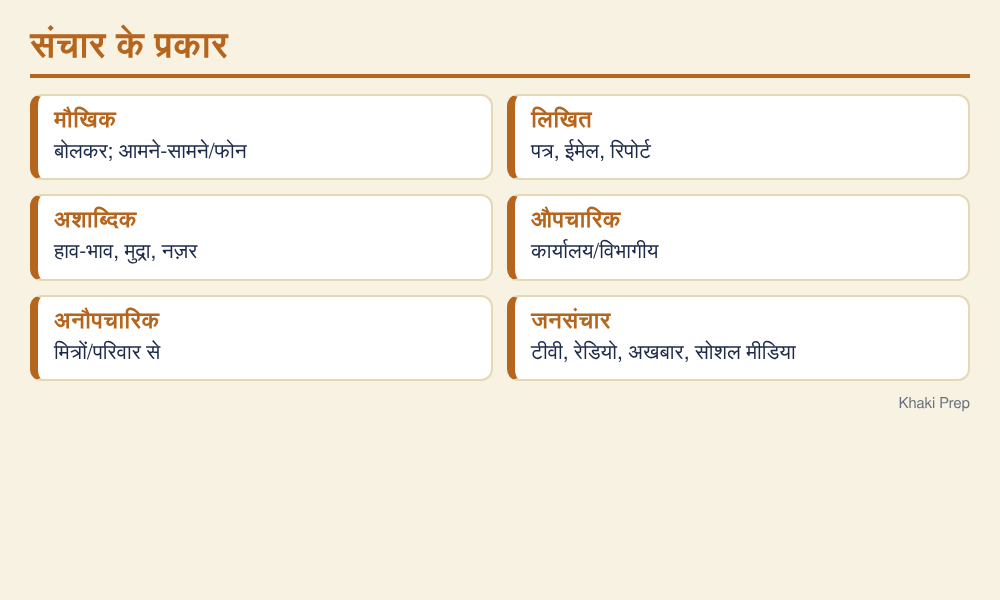 संचार के प्रकार
मौखिक
बोलकर; आमने-सामने/फोन
लिखित
पत्र, ईमेल, रिपोर्ट
अशाब्दिक
हाव-भाव, मुद्रा, नज़र
औपचारिक
कार्यालय/विभागीय
अनौपचारिक
मित्रों/परिवार से
जनसंचार
टीवी, रेडियो, अखबार, सोशल मीडिया
Khaki Prep